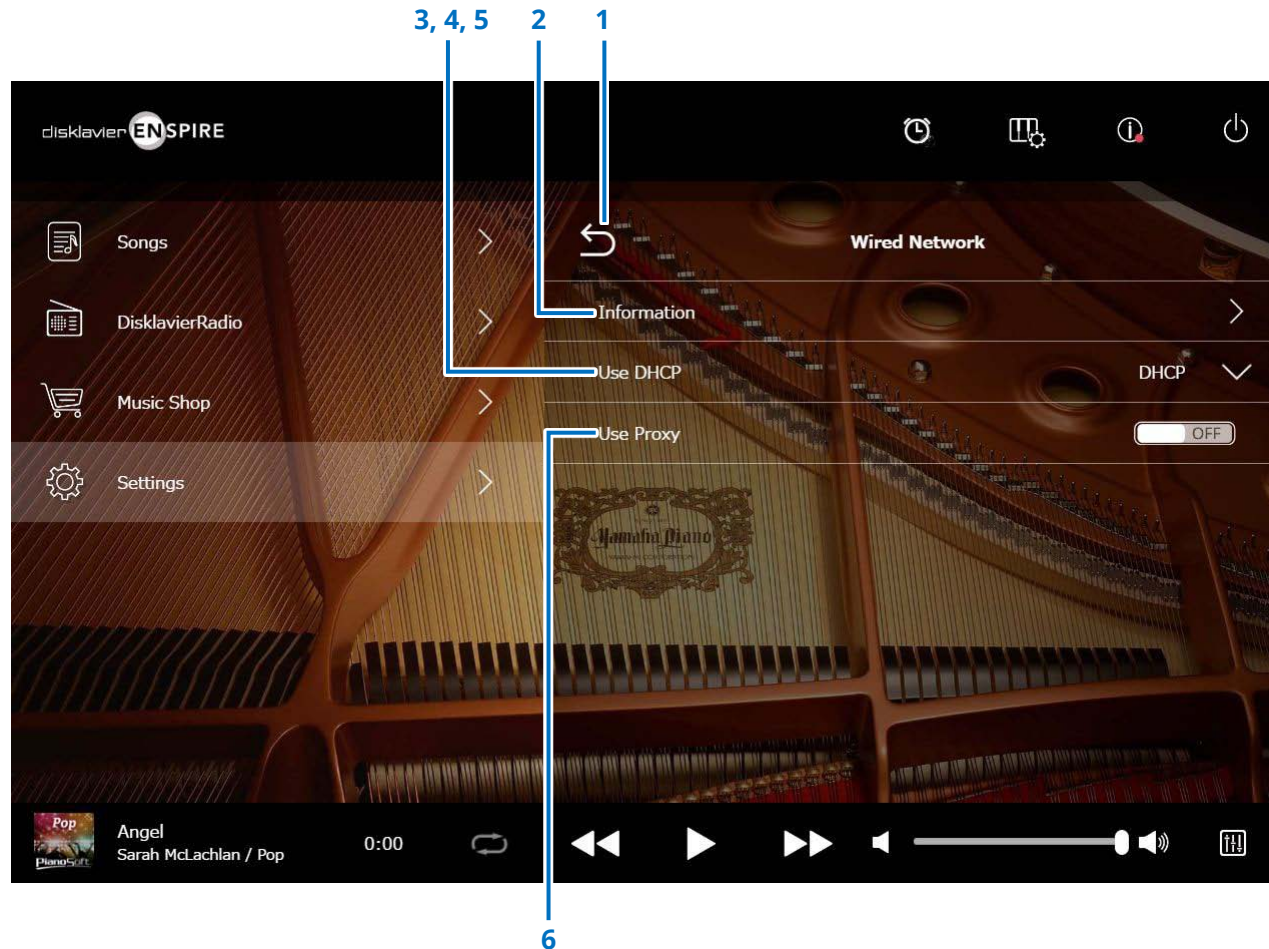 3, 4, 5 2 1
disklavier ENSPIRE
Songs
DisklavierRadio
Music Shop
Settings
Wired Network
Information
Use DHCP DHCP
Use Proxy OFF
Yamaha Piano
Pop
PianoSoft
Angel
Sarah McLachlan / Pop
0:00
6